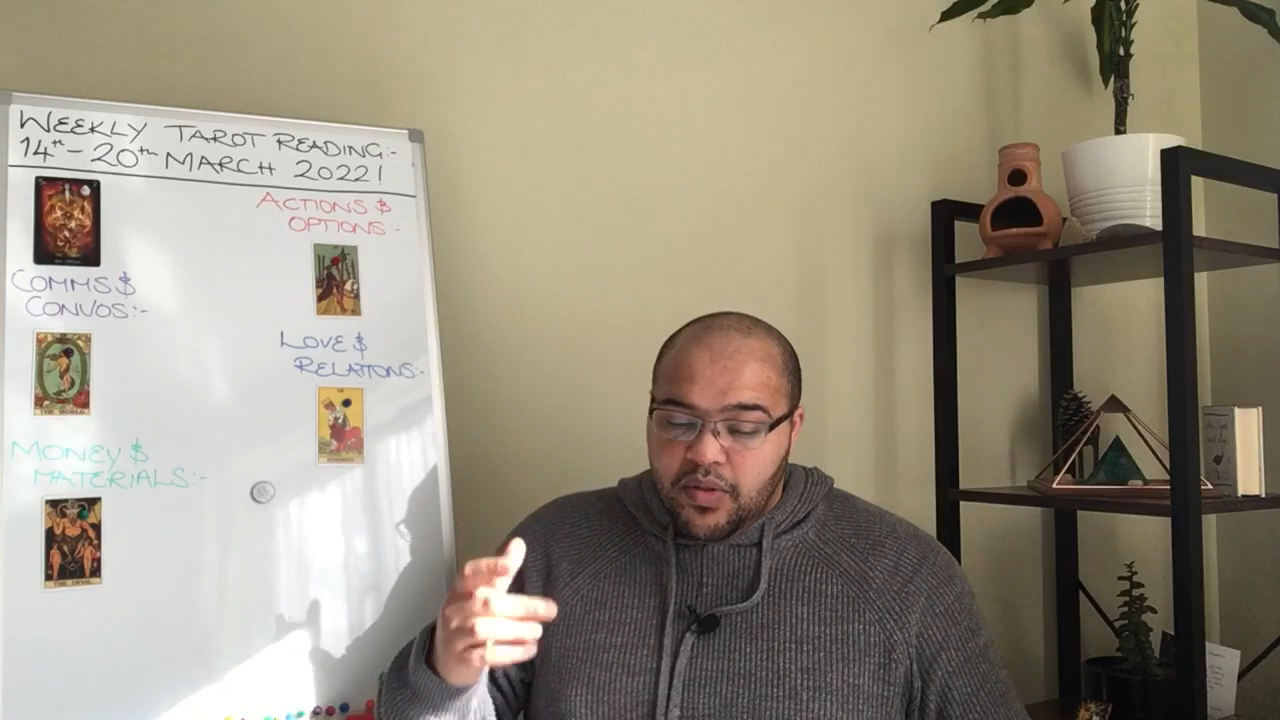 WEEKLY TAROT READING:-
14th - 20th MARCH 2022!
ACTIONS &
OPTIONS:-
COMMS &
CONVOS:-
LOVE &
RELATIONS:-
THE WORLD.
MONEY &
MATERIALS:-
THE DEVIL.